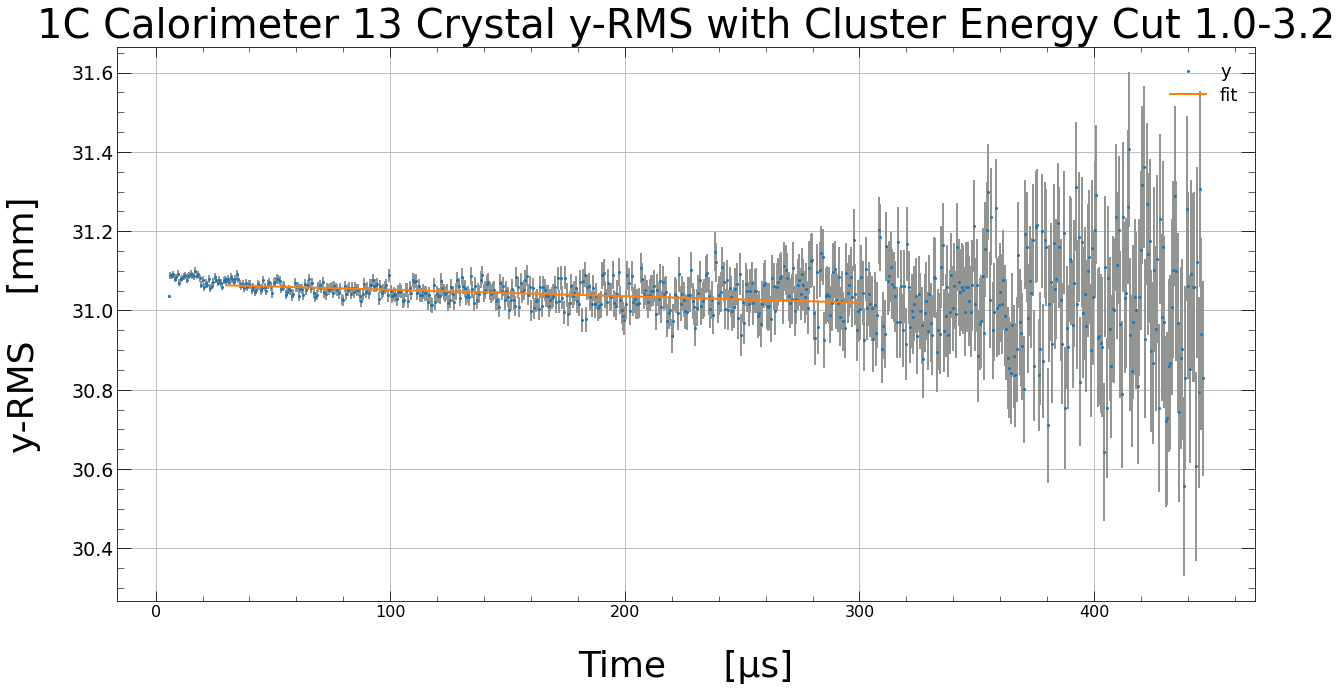 1C Calorimeter 13 Crystal y-RMS with Cluster Energy Cut 1.0-3.2
y
fit
31.6
31.4
31.2
31.0
30.8
30.6
30.4
y-RMS [mm]
0 100 200 300 400
Time [µs]